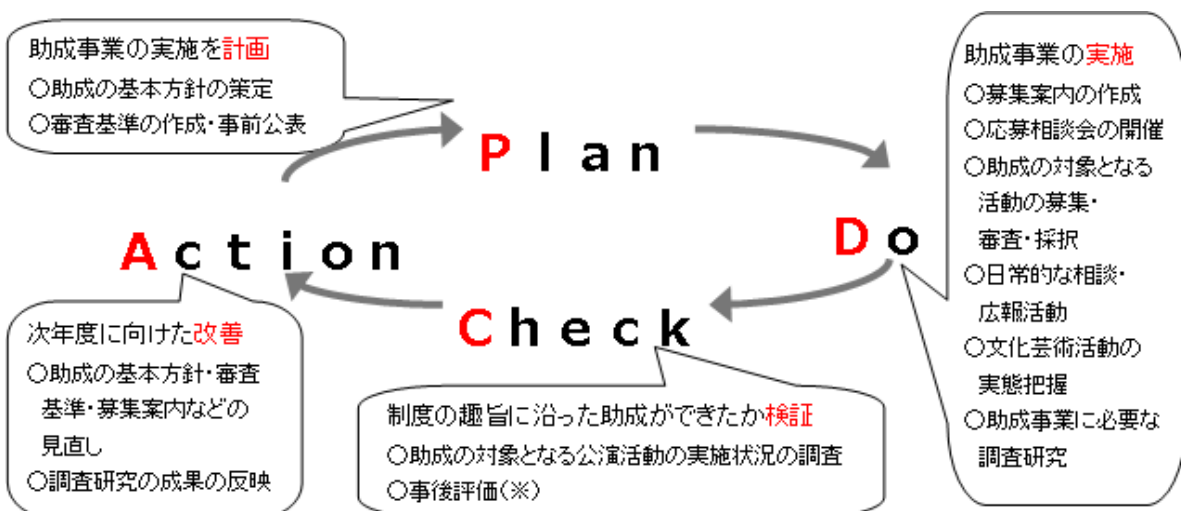 助成事業の実施を計画
○助成の基本方針の策定
○審査基準の作成・事前公表
Plan
助成事業の実施
○募集案内の作成
○応募相談会の開催
○助成の対象となる
活動の募集・
審査・採択
○日常的な相談・
広報活動
○文化芸術活動の
実態把握
○助成事業に必要な
調査研究
Do
Check
制度の趣旨に沿った助成ができたか検証
○助成の対象となる公演活動の実施状況の調査
○事後評価(※)
Action
次年度に向けた改善
○助成の基本方針・審査
基準・募集案内などの
見直し
○調査研究の成果の反映